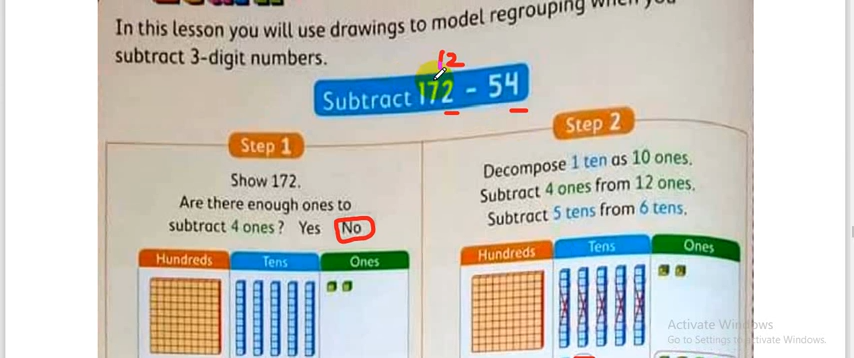 In this lesson you will use drawings to model regrouping when you
subtract 3-digit numbers.
12
Subtract 172 - 54
Step 1
Show 172.
Are there enough ones to
subtract 4 ones? Yes No
Hundreds Tens Ones
Step 2
Decompose 1 ten as 10 ones.
Subtract 4 ones from 12 ones.
Subtract 5 tens from 6 tens.
Hundreds Tens Ones
Activate Windows
Go to Settings to activate Windows.